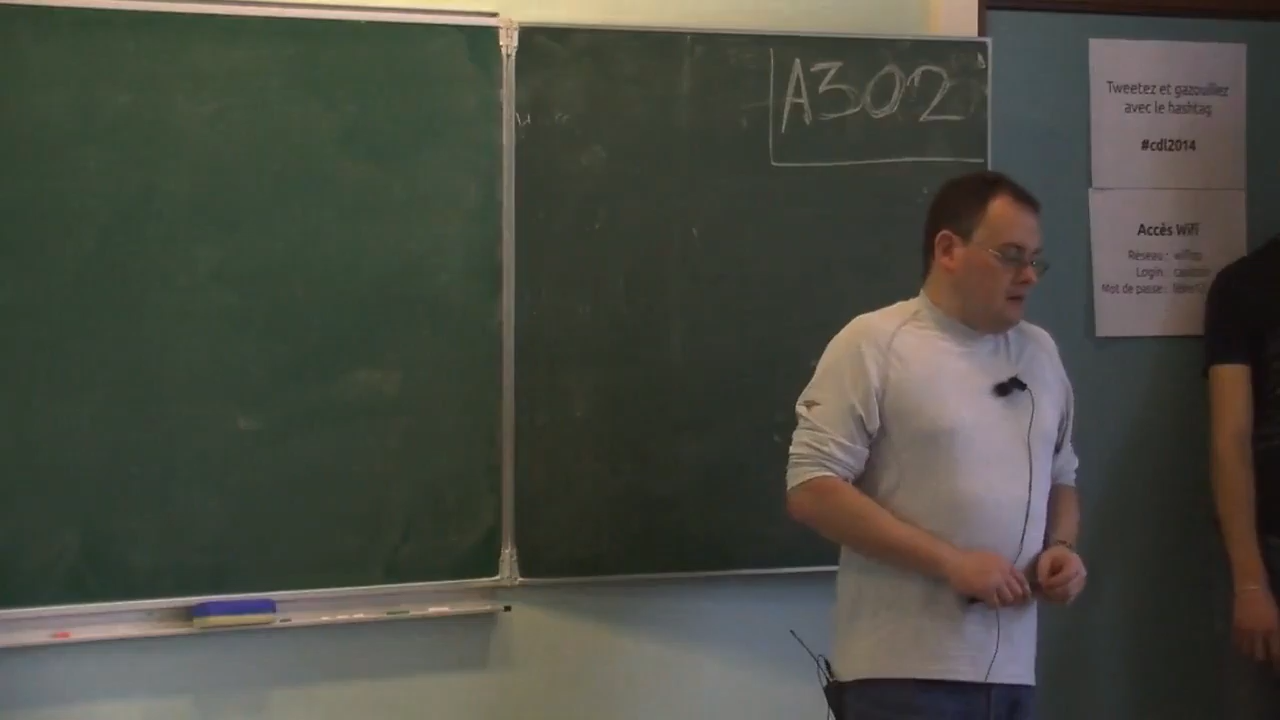 A302
Tweetez et gazouillez
avec le hashtag
#cdl2014
Accès Wifi
Réseau :
Login :
Mot de passe :